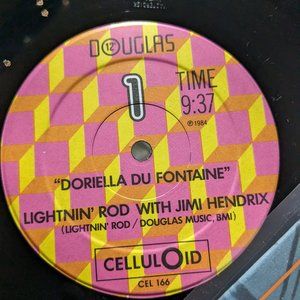 DOUGLAS
12"
1
TIME
9:37
℗1984
"DORIELLA DU FONTAINE"
LIGHTNIN' ROD WITH JIMI HENDRIX
(LIGHTNIN' ROD / DOUGLAS MUSIC, BMI)
CELLULOID
CEL 166